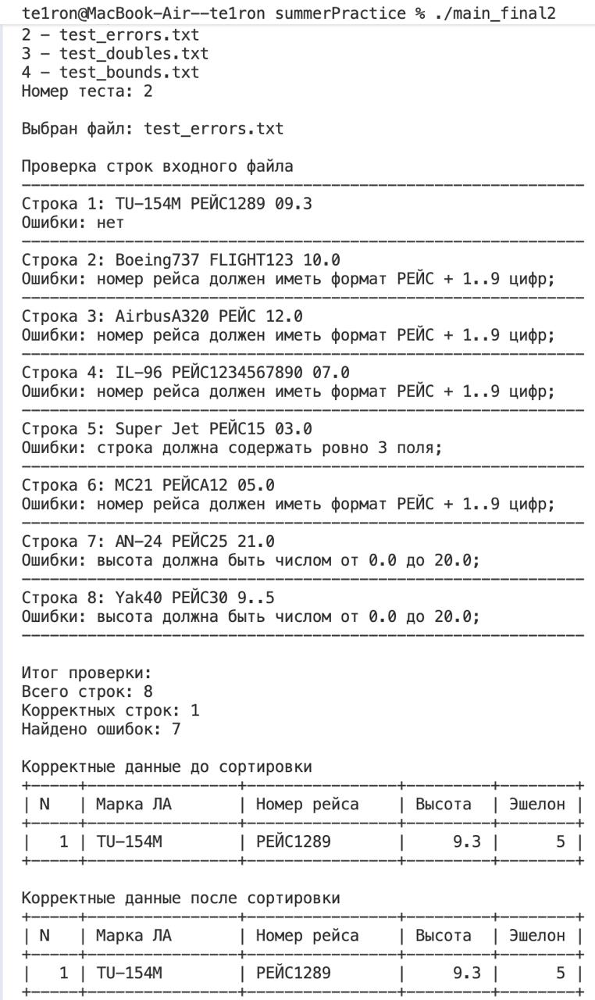 te1ron@MacBook-Air--te1ron summerPractice % ./main_final2
2 – test_errors.txt
3 – test_doubles.txt
4 – test_bounds.txt
Номер теста: 2
Выбран файл: test_errors.txt
Проверка строк входного файла
------------------------------------------------------------
Строка 1: TU-154M РЕЙС1289 09.3
Ошибки: нет
------------------------------------------------------------
Строка 2: Boeing737 FLIGHT123 10.0
Ошибки: номер рейса должен иметь формат РЕЙС + 1..9 цифр;
------------------------------------------------------------
Строка 3: AirbusA320 РЕЙС 12.0
Ошибки: номер рейса должен иметь формат РЕЙС + 1..9 цифр;
------------------------------------------------------------
Строка 4: IL-96 РЕЙС1234567890 07.0
Ошибки: номер рейса должен иметь формат РЕЙС + 1..9 цифр;
------------------------------------------------------------
Строка 5: Super Jet РЕЙС15 03.0
Ошибки: строка должна содержать ровно 3 поля;
------------------------------------------------------------
Строка 6: MC21 РЕЙСA12 05.0
Ошибки: номер рейса должен иметь формат РЕЙС + 1..9 цифр;
------------------------------------------------------------
Строка 7: AN-24 РЕЙС25 21.0
Ошибки: высота должна быть числом от 0.0 до 20.0;
------------------------------------------------------------
Строка 8: Yak40 РЕЙС30 9..5
Ошибки: высота должна быть числом от 0.0 до 20.0;
------------------------------------------------------------
Итог проверки:
Всего строк: 8
Корректных строк: 1
Найдено ошибок: 7
Корректные данные до сортировки
+-----+----------------+----------------+---------+--------+
| N   | Марка ЛА       | Номер рейса    | Высота  | Эшелон |
+-----+----------------+----------------+---------+--------+
|   1 | TU-154M        | РЕЙС1289       |     9.3 |      5 |
+-----+----------------+----------------+---------+--------+
Корректные данные после сортировки
+-----+----------------+----------------+---------+--------+
| N   | Марка ЛА       | Номер рейса    | Высота  | Эшелон |
+-----+----------------+----------------+---------+--------+
|   1 | TU-154M        | РЕЙС1289       |     9.3 |      5 |
+-----+----------------+----------------+---------+--------+